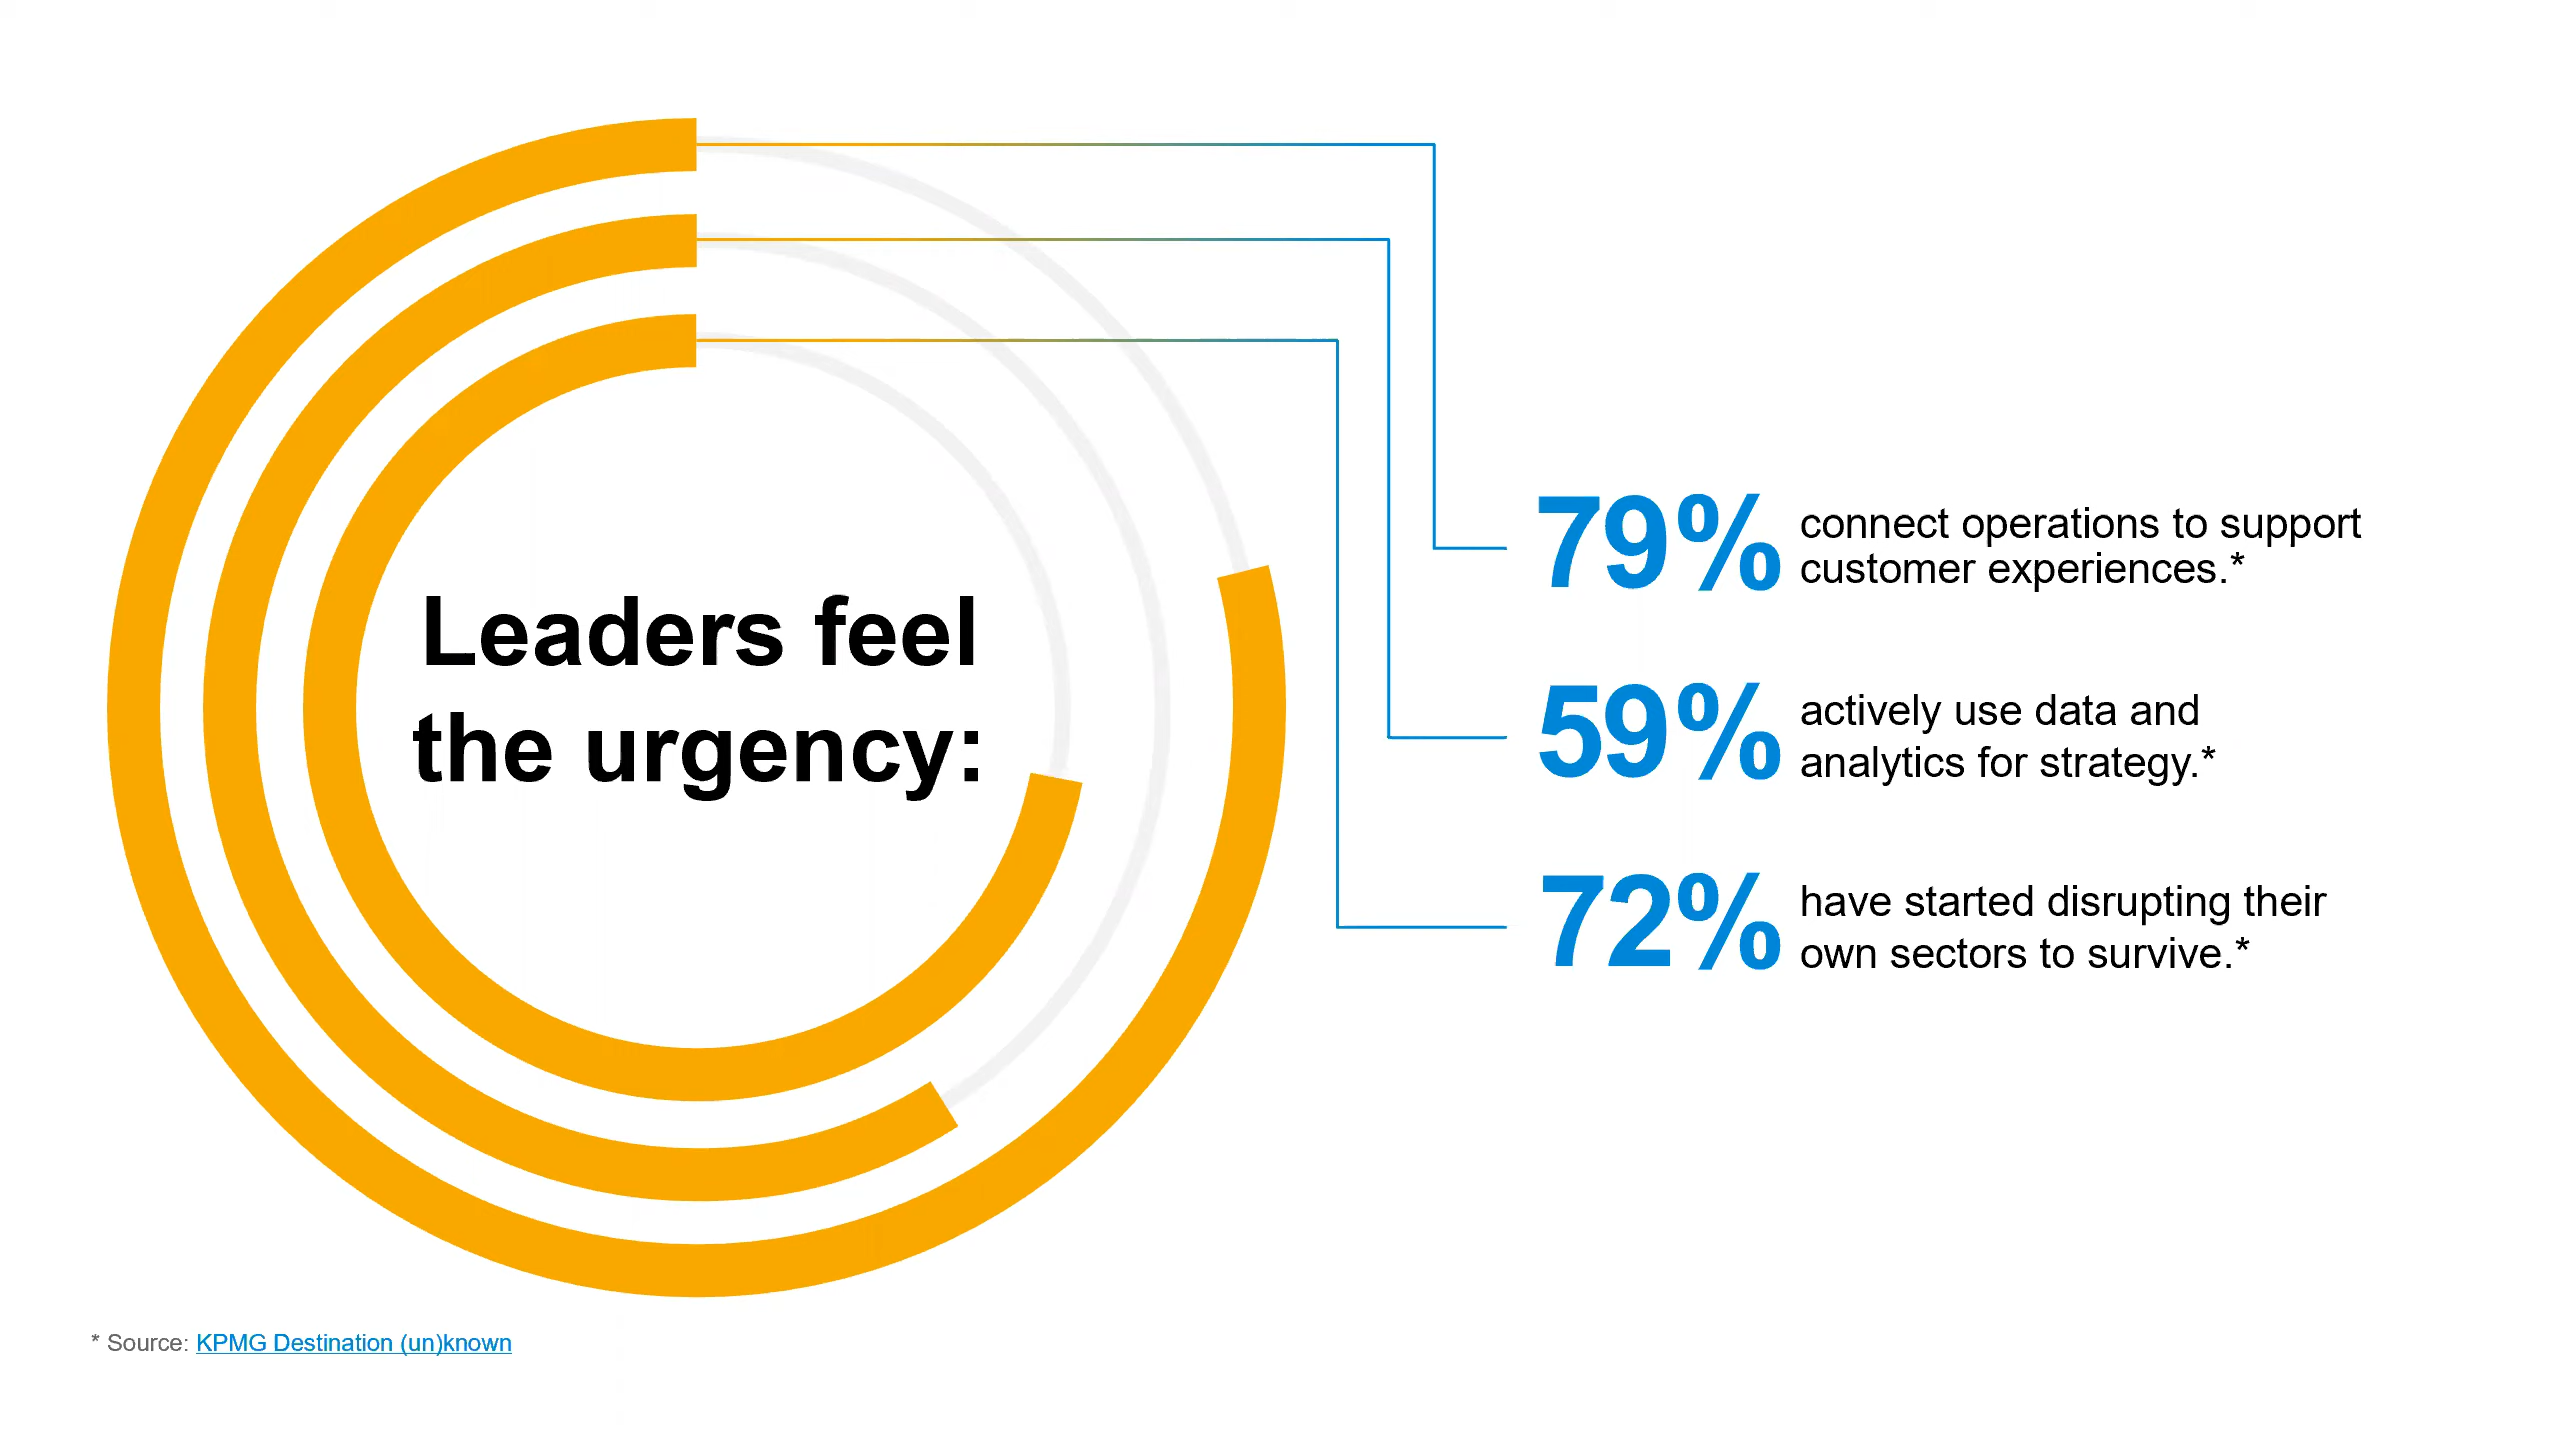 Leaders feel
the urgency:
79%
connect operations to support
customer experiences.*
59%
actively use data and
analytics for strategy.*
72%
have started disrupting their
own sectors to survive.*
* Source: KPMG Destination (un)known